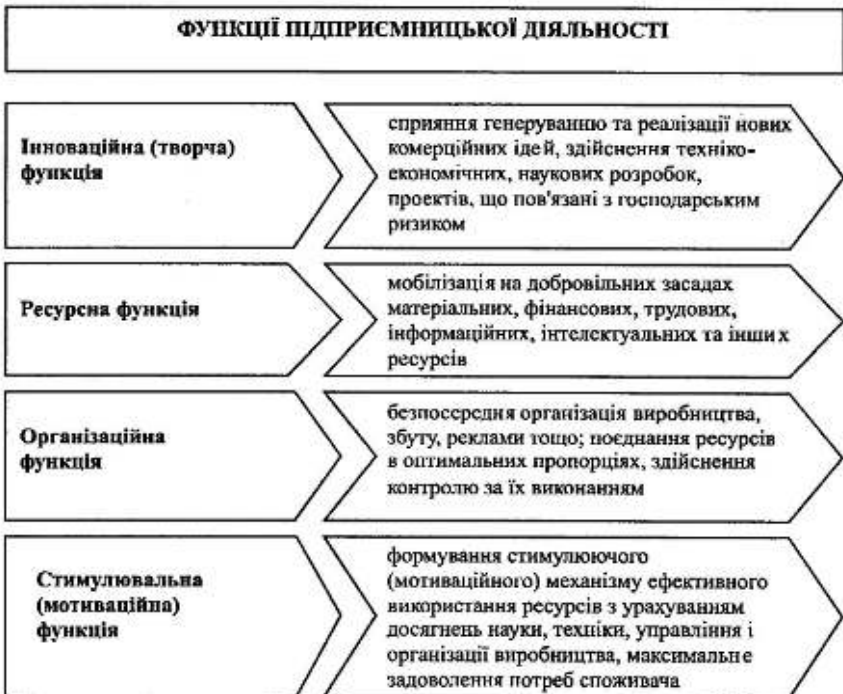 ФУНКЦІЇ ПІДПРИЄМНИЦЬКОЇ ДІЯЛЬНОСТІ
Інноваційна (творча)
функція
сприяння генеруванню та реалізації нових
комерційних ідей, здійснення техніко-
економічних, наукових розробок,
проектів, що пов'язані з господарським
ризиком
Ресурсна функція
мобілізація на добровільних засадах
матеріальних, фінансових, трудових,
інформаційних, інтелектуальних та інших
ресурсів
Організаційна
функція
безпосередня організація виробництва,
збуту, реклами тощо; поєднання ресурсів
в оптимальних пропорціях, здійснення
контролю за їх виконанням
Стимулювальна
(мотиваційна)
функція
формування стимулюючого
(мотиваційного) механізму ефективного
використання ресурсів з урахуванням
досягнень науки, техніки, управління і
організації виробництва, максимальне
задоволення потреб споживача